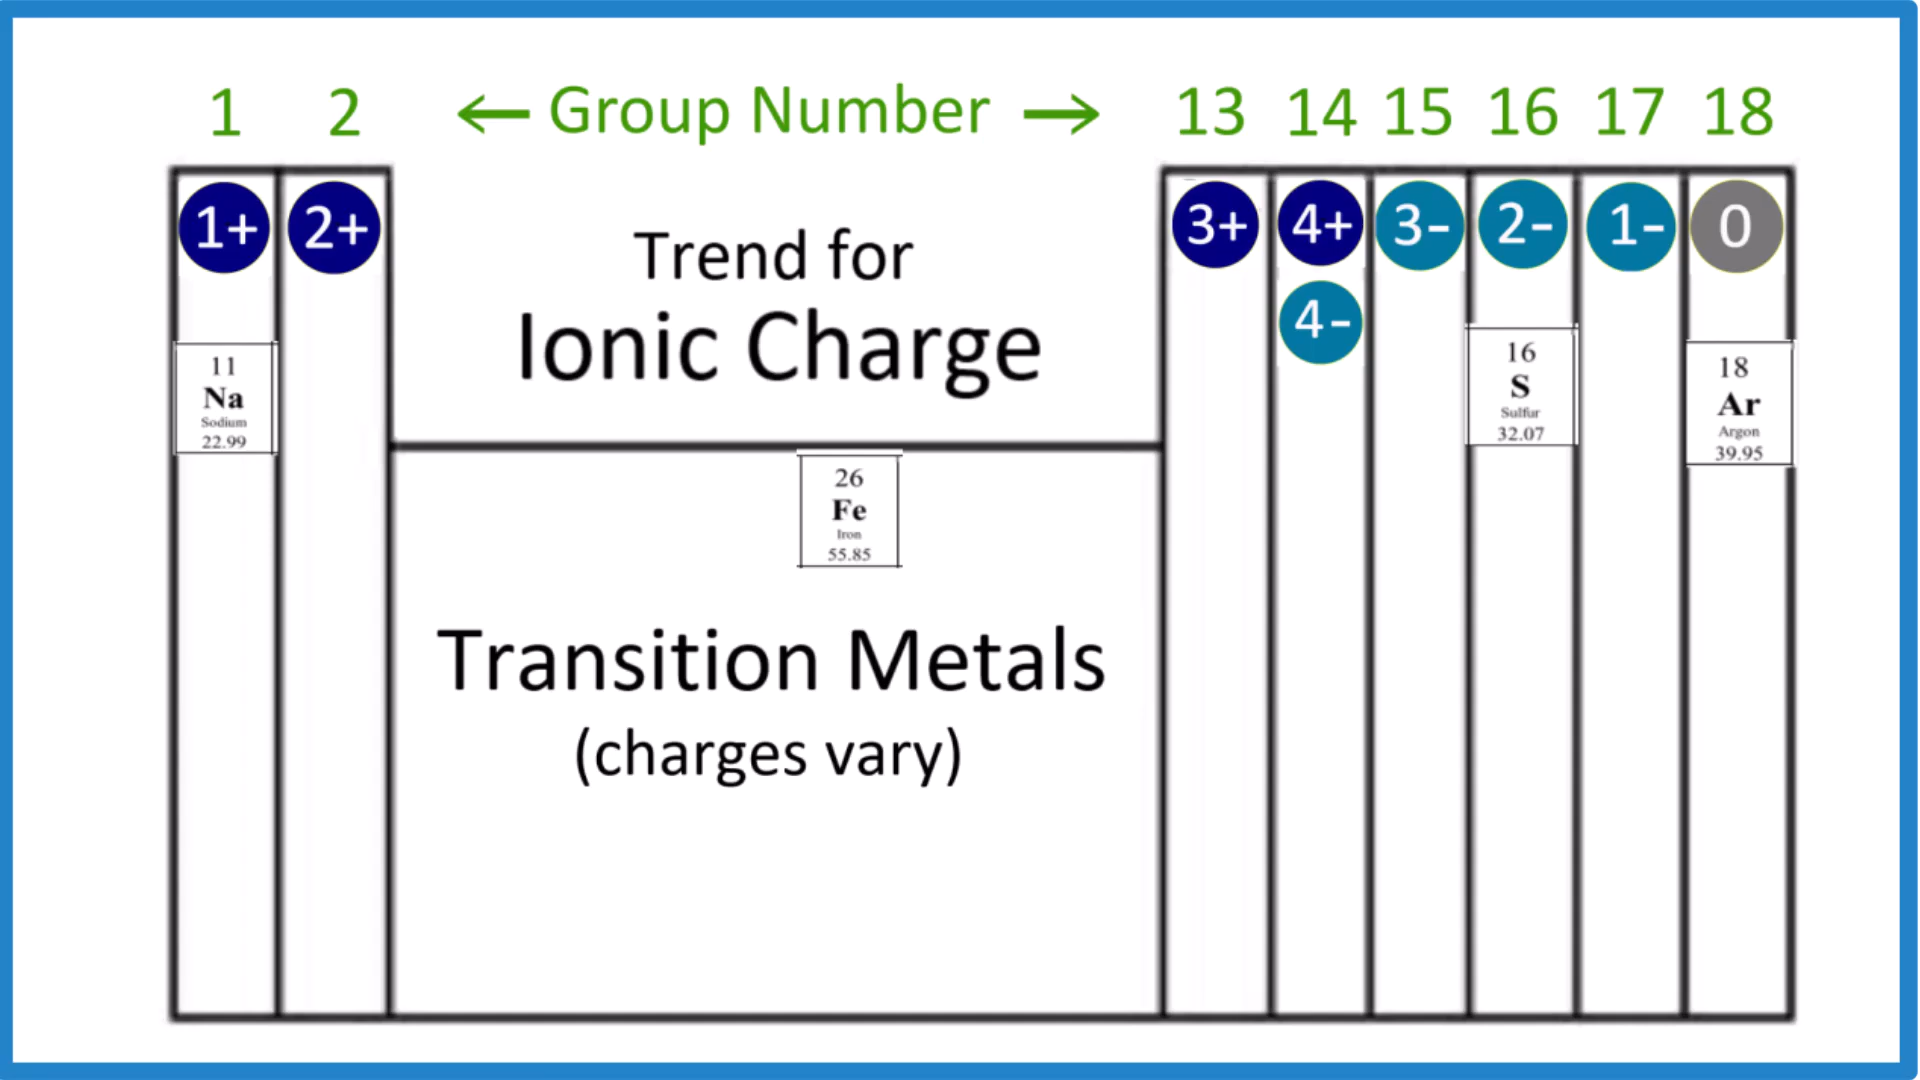 1 2 ← Group Number → 13 14 15 16 17 18
1+ 2+ 3+ 4+ 3- 2- 1- 0
4-
Trend for
Ionic Charge
11
Na
Sodium
22.99
16
S
Sulfur
32.07
18
Ar
Argon
39.95
26
Fe
Iron
55.85
Transition Metals
(charges vary)